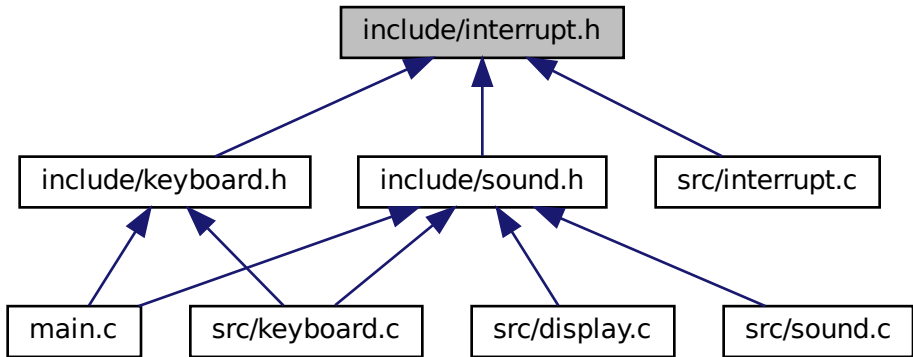 include/interrupt.h
include/keyboard.h
include/sound.h
src/interrupt.c
main.c
src/keyboard.c
src/display.c
src/sound.c